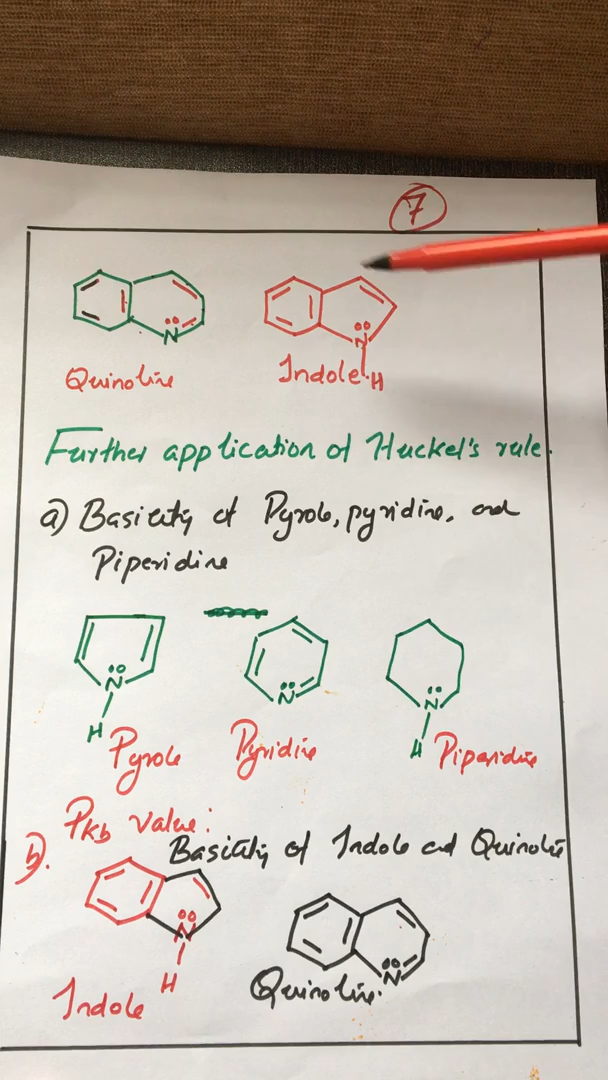 7
Quinoline
Indole
N
N
H
Further application of Huckel's rule.
a) Basicity of Pyrole, pyridine, and
Piperidine
N
H
N
N
H
Pyrole
Pyridine
Piperidine
Pkb value:
b). Basicity of Indole and Quinoline
N
H
N
Indole
Quinoline.